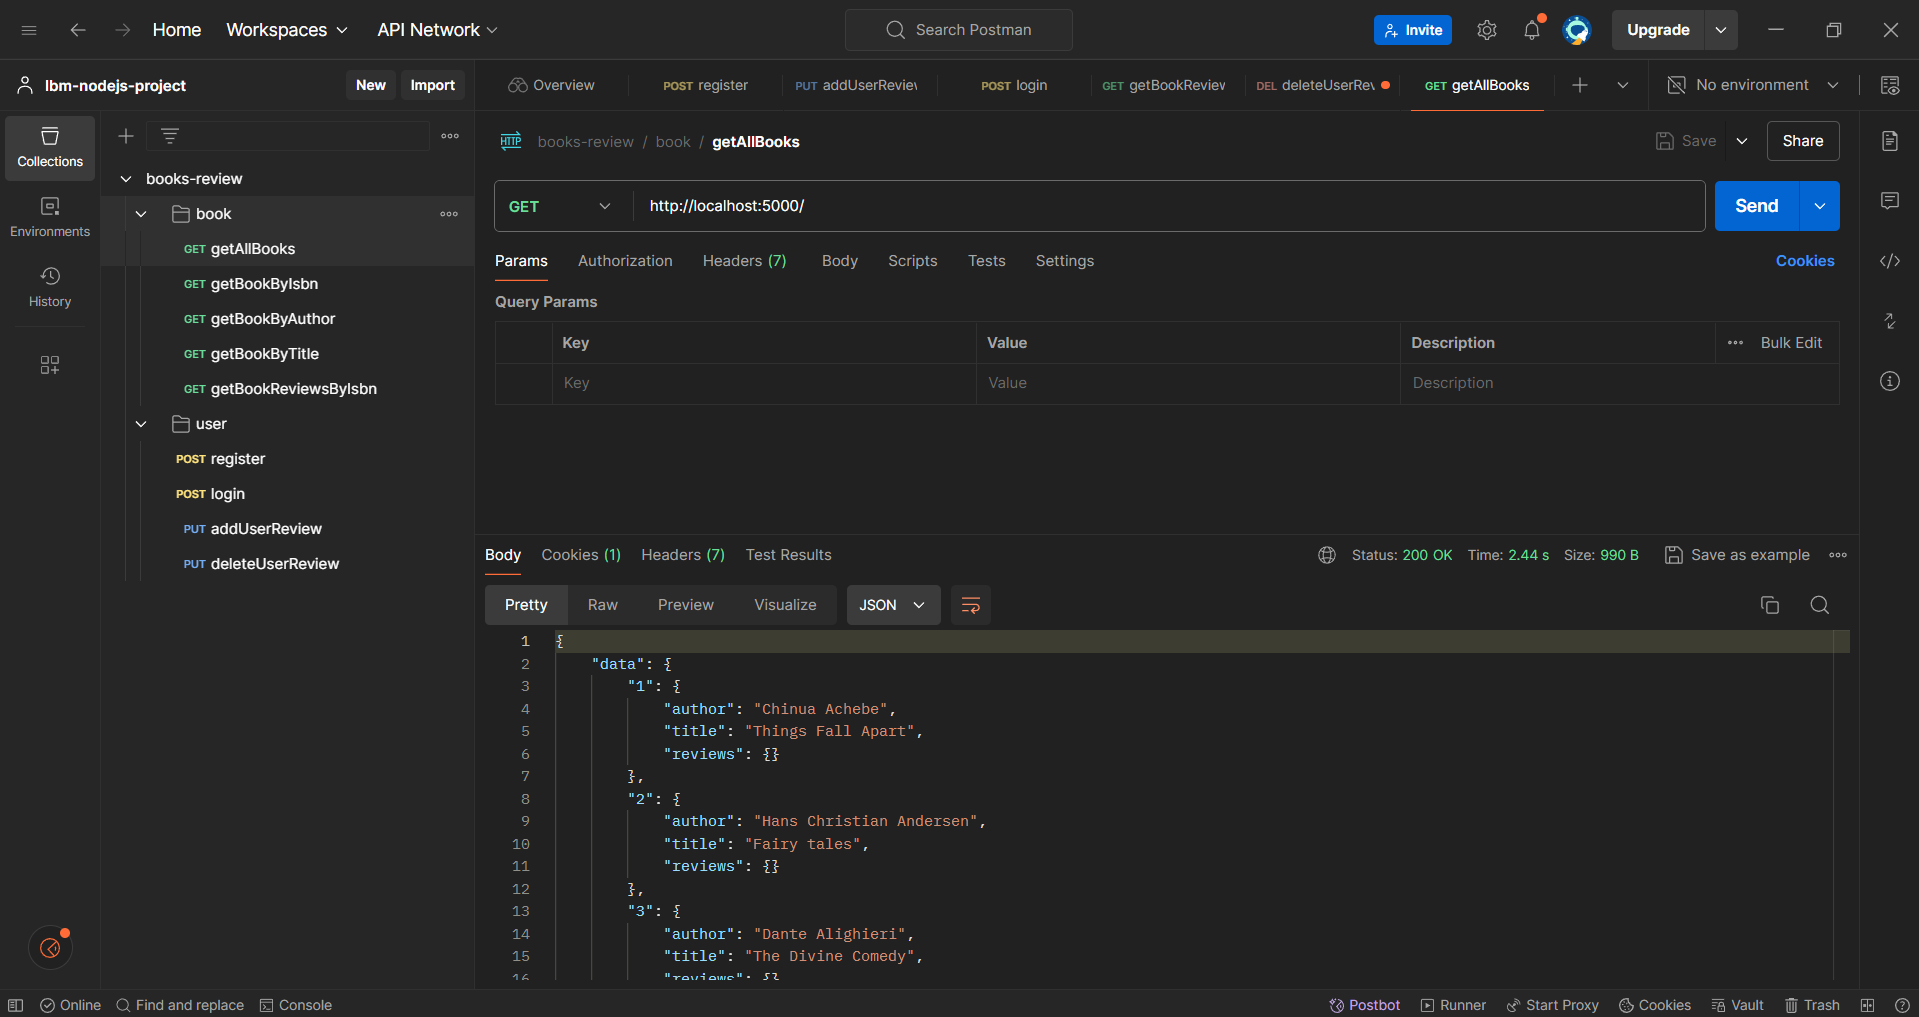 Home Workspaces API Network Search Postman Invite Upgrade
lbm-nodejs-project New Import
Overview POST register PUT addUserReview POST login GET getBookReview DEL deleteUserRev GET getAllBooks No environment
Collections
Environments
History
books-review
book
GET getAllBooks
GET getBookByIsbn
GET getBookByAuthor
GET getBookByTitle
GET getBookReviewsByIsbn
user
POST register
POST login
PUT addUserReview
PUT deleteUserReview
HTTP books-review / book / getAllBooks Save Share
GET http://localhost:5000/ Send
Params Authorization Headers (7) Body Scripts Tests Settings Cookies
Query Params
Key Value Description Bulk Edit
Key Value Description
Body Cookies (1) Headers (7) Test Results Status: 200 OK Time: 2.44 s Size: 990 B Save as example
Pretty Raw Preview Visualize JSON
1 {
2 "data": {
3 "1": {
4 "author": "Chinua Achebe",
5 "title": "Things Fall Apart",
6 "reviews": {}
7 },
8 "2": {
9 "author": "Hans Christian Andersen",
10 "title": "Fairy tales",
11 "reviews": {}
12 },
13 "3": {
14 "author": "Dante Alighieri",
15 "title": "The Divine Comedy",
16 "reviews": {}
Online Find and replace Console Postbot Runner Start Proxy Cookies Vault Trash